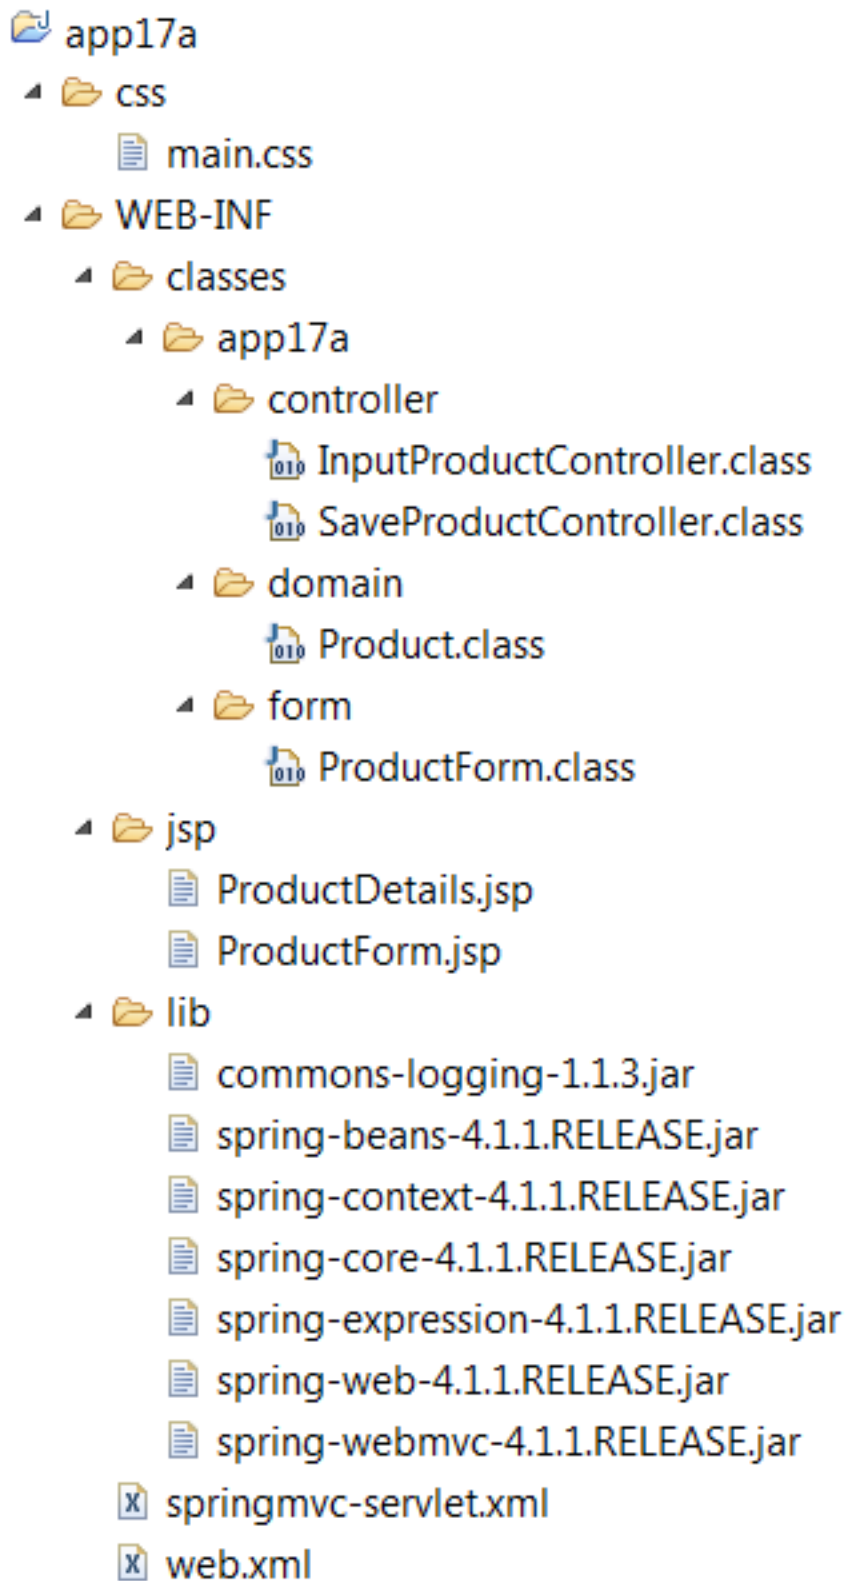 app17a
css
main.css
WEB-INF
classes
app17a
controller
InputProductController.class
SaveProductController.class
domain
Product.class
form
ProductForm.class
jsp
ProductDetails.jsp
ProductForm.jsp
lib
commons-logging-1.1.3.jar
spring-beans-4.1.1.RELEASE.jar
spring-context-4.1.1.RELEASE.jar
spring-core-4.1.1.RELEASE.jar
spring-expression-4.1.1.RELEASE.jar
spring-web-4.1.1.RELEASE.jar
spring-webmvc-4.1.1.RELEASE.jar
springmvc-servlet.xml
web.xml